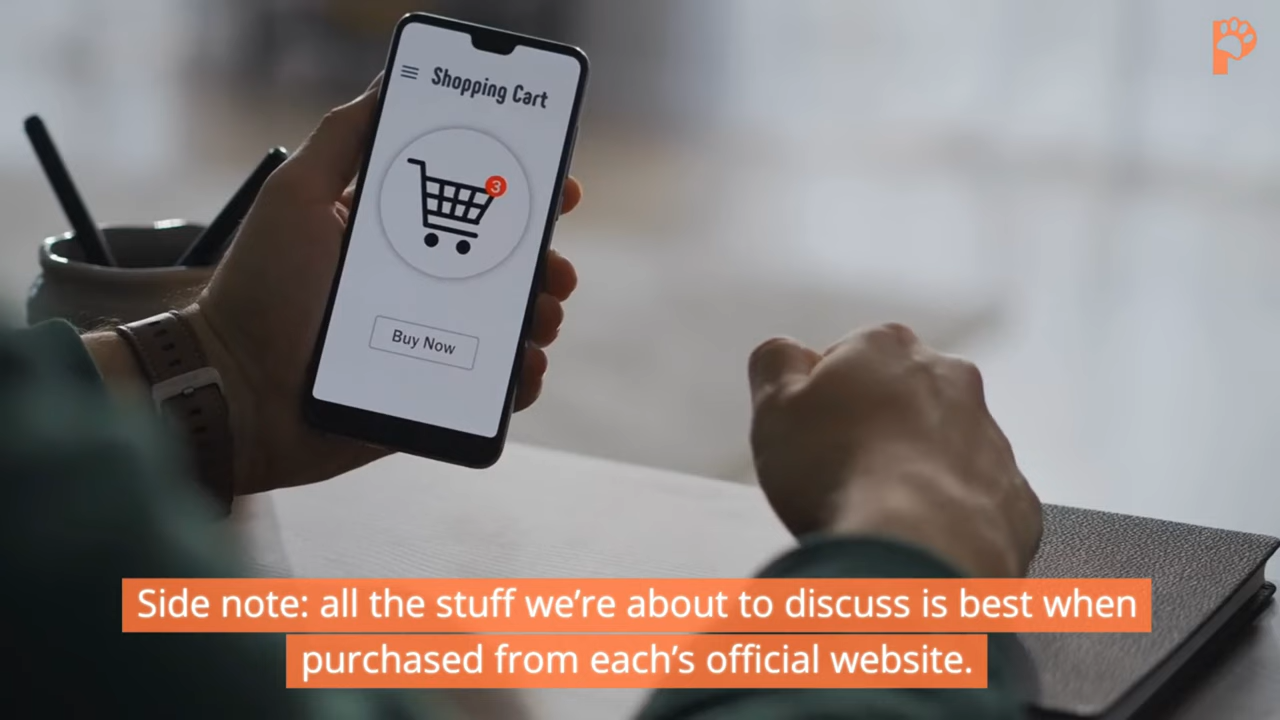 Shopping Cart
3
Buy Now
Side note: all the stuff we’re about to discuss is best when
purchased from each’s official website.